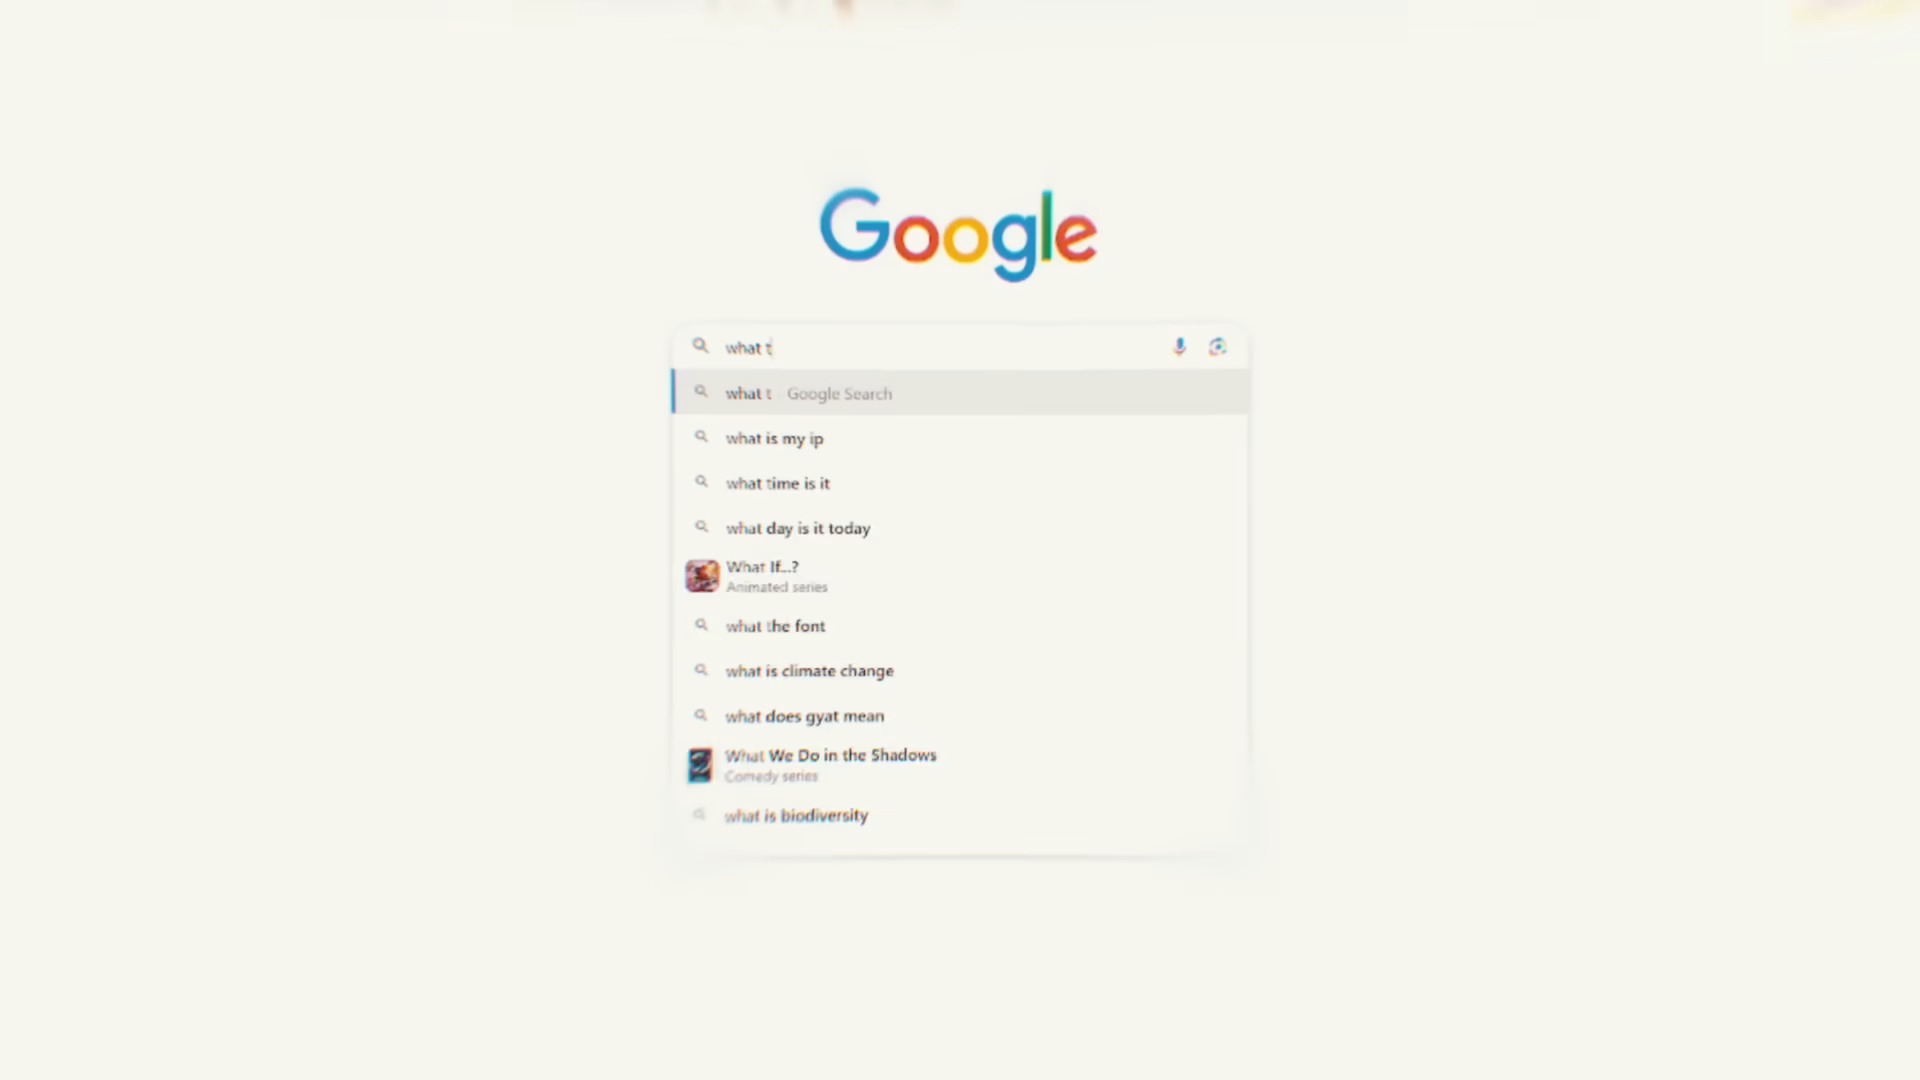 Google
what t
what t Google Search
what is my ip
what time is it
what day is it today
What If...?
Animated series
what the font
what is climate change
what does gyat mean
What We Do in the Shadows
Comedy series
what is biodiversity